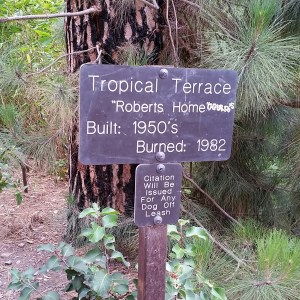 Tropical Terrace
"Roberts Home
Built: 1950's
Burned: 1982
Citation
Will Be
Issued
For Any
Dog Off
Leash